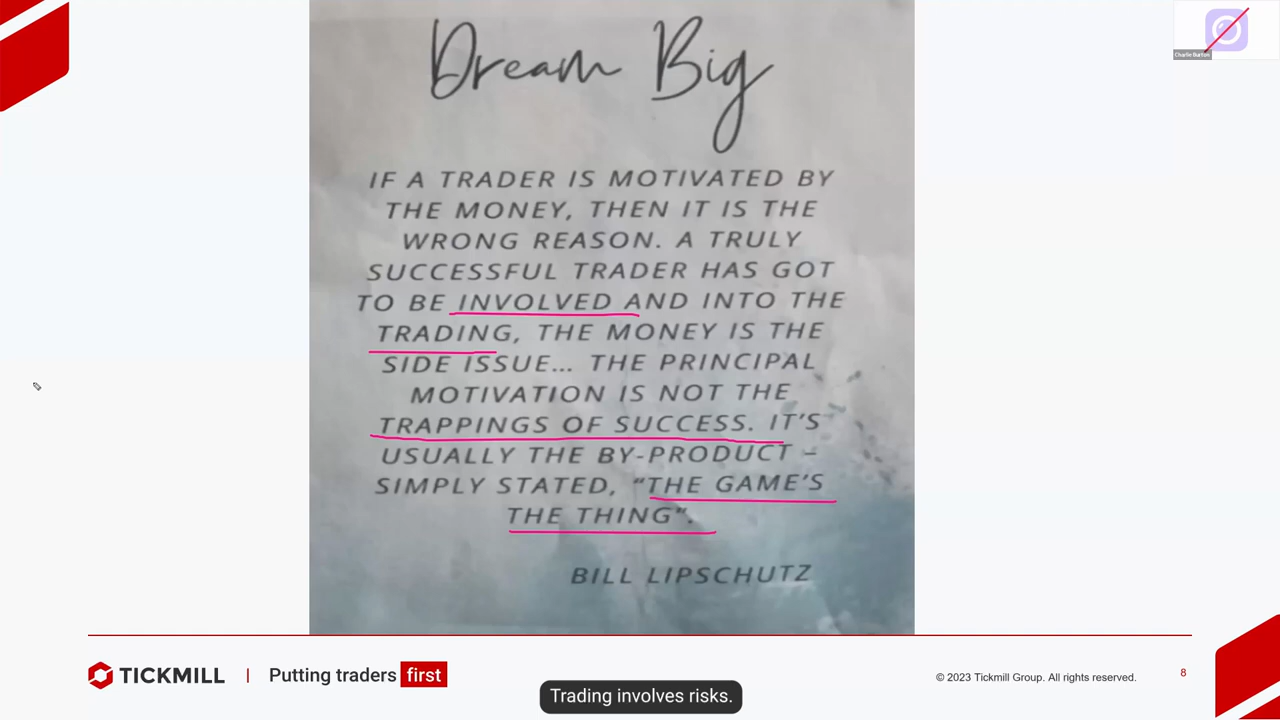 Dream Big
IF A TRADER IS MOTIVATED BY
THE MONEY, THEN IT IS THE
WRONG REASON. A TRULY
SUCCESSFUL TRADER HAS GOT
TO BE INVOLVED AND INTO THE
TRADING, THE MONEY IS THE
SIDE ISSUE... THE PRINCIPAL
MOTIVATION IS NOT THE
TRAPPINGS OF SUCCESS. IT'S
USUALLY THE BY-PRODUCT –
SIMPLY STATED, “THE GAME'S
THE THING”.
BILL LIPSCHUTZ
Charlie Burton
TICKMILL | Putting traders first
Trading involves risks.
© 2023 Tickmill Group. All rights reserved.
8